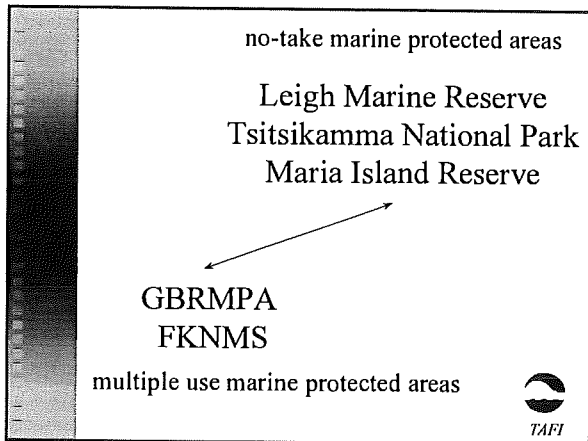 no-take marine protected areas
Leigh Marine Reserve
Tsitsikamma National Park
Maria Island Reserve
GBRMPA
FKNMS
multiple use marine protected areas
TAFI